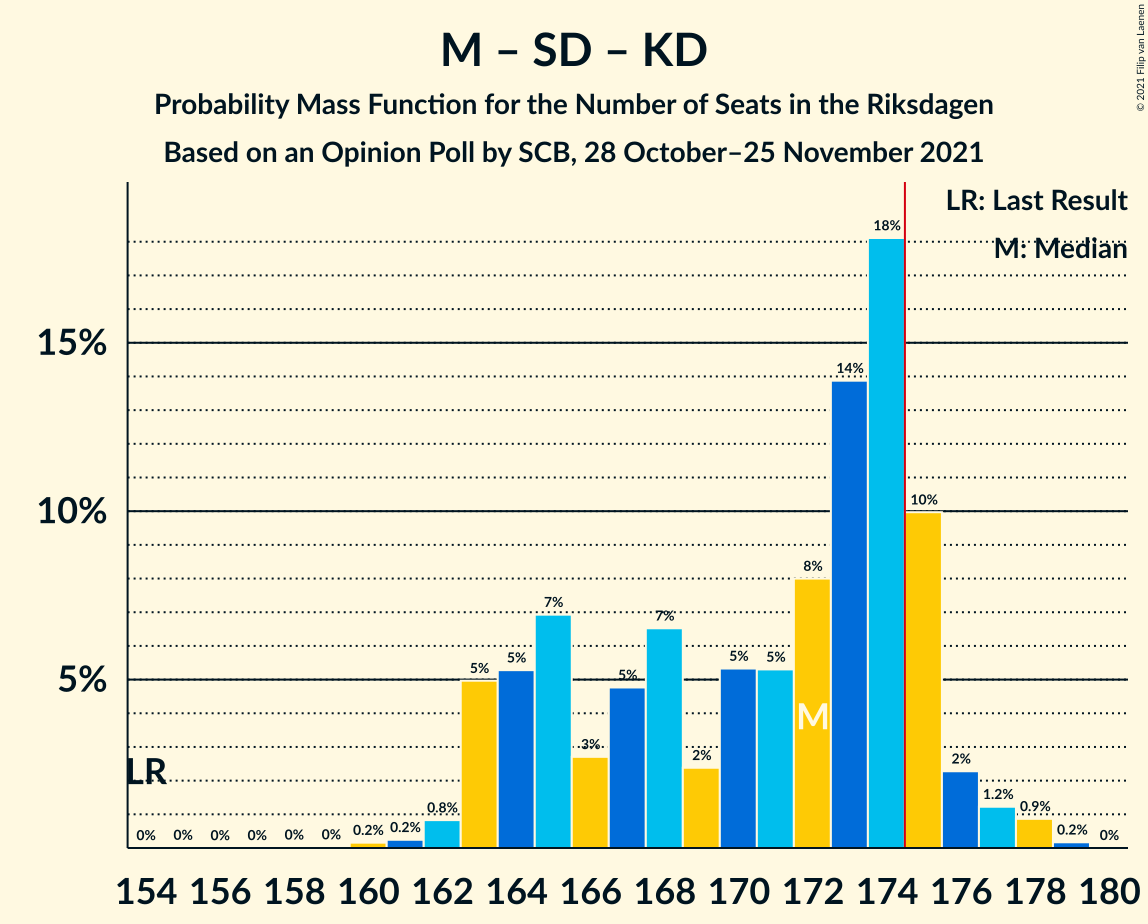 M – SD – KD
Probability Mass Function for the Number of Seats in the Riksdagen
Based on an Opinion Poll by SCB, 28 October–25 November 2021
© 2021 Filip van Laenen
LR: Last Result
M: Median
15%
10%
5%
LR
M
0% 0% 0% 0% 0% 0% 0.2% 0.2% 0.8% 5% 5% 7% 3% 5% 7% 2% 5% 5% 8% 14% 18% 10% 2% 1.2% 0.9% 0.2% 0%
154 156 158 160 162 164 166 168 170 172 174 176 178 180